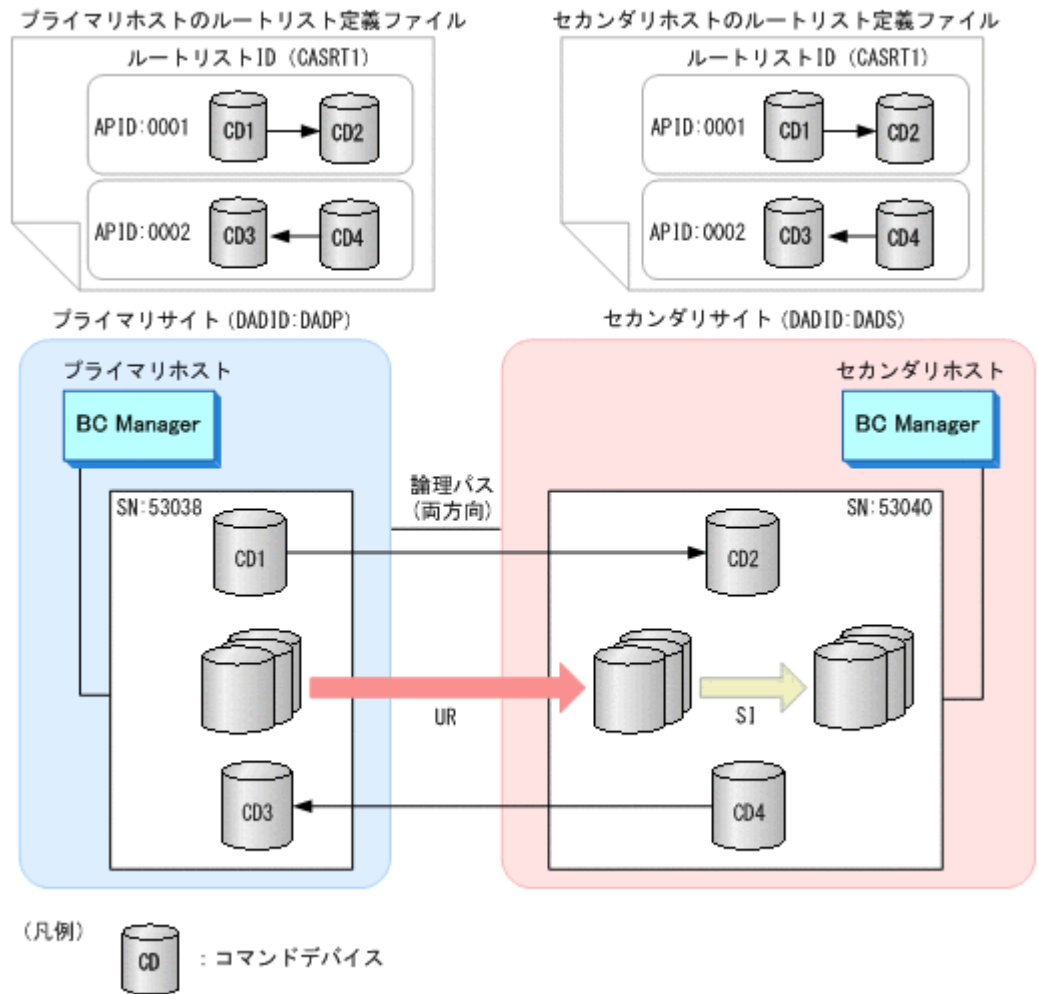 プライマリホストのルートリスト定義ファイル
ルートリストID (CASRT1)
APID:0001
CD1
CD2
APID:0002
CD3
CD4
セカンダリホストのルートリスト定義ファイル
ルートリストID (CASRT1)
APID:0001
CD1
CD2
APID:0002
CD3
CD4
プライマリサイト(DADID:DADP)
セカンダリサイト(DADID:DADS)
プライマリホスト
セカンダリホスト
BC Manager
BC Manager
論理パス
(両方向)
SN:53038
SN:53040
CD1
CD2
UR
SI
CD3
CD4
(凡例)
CD
:コマンドデバイス